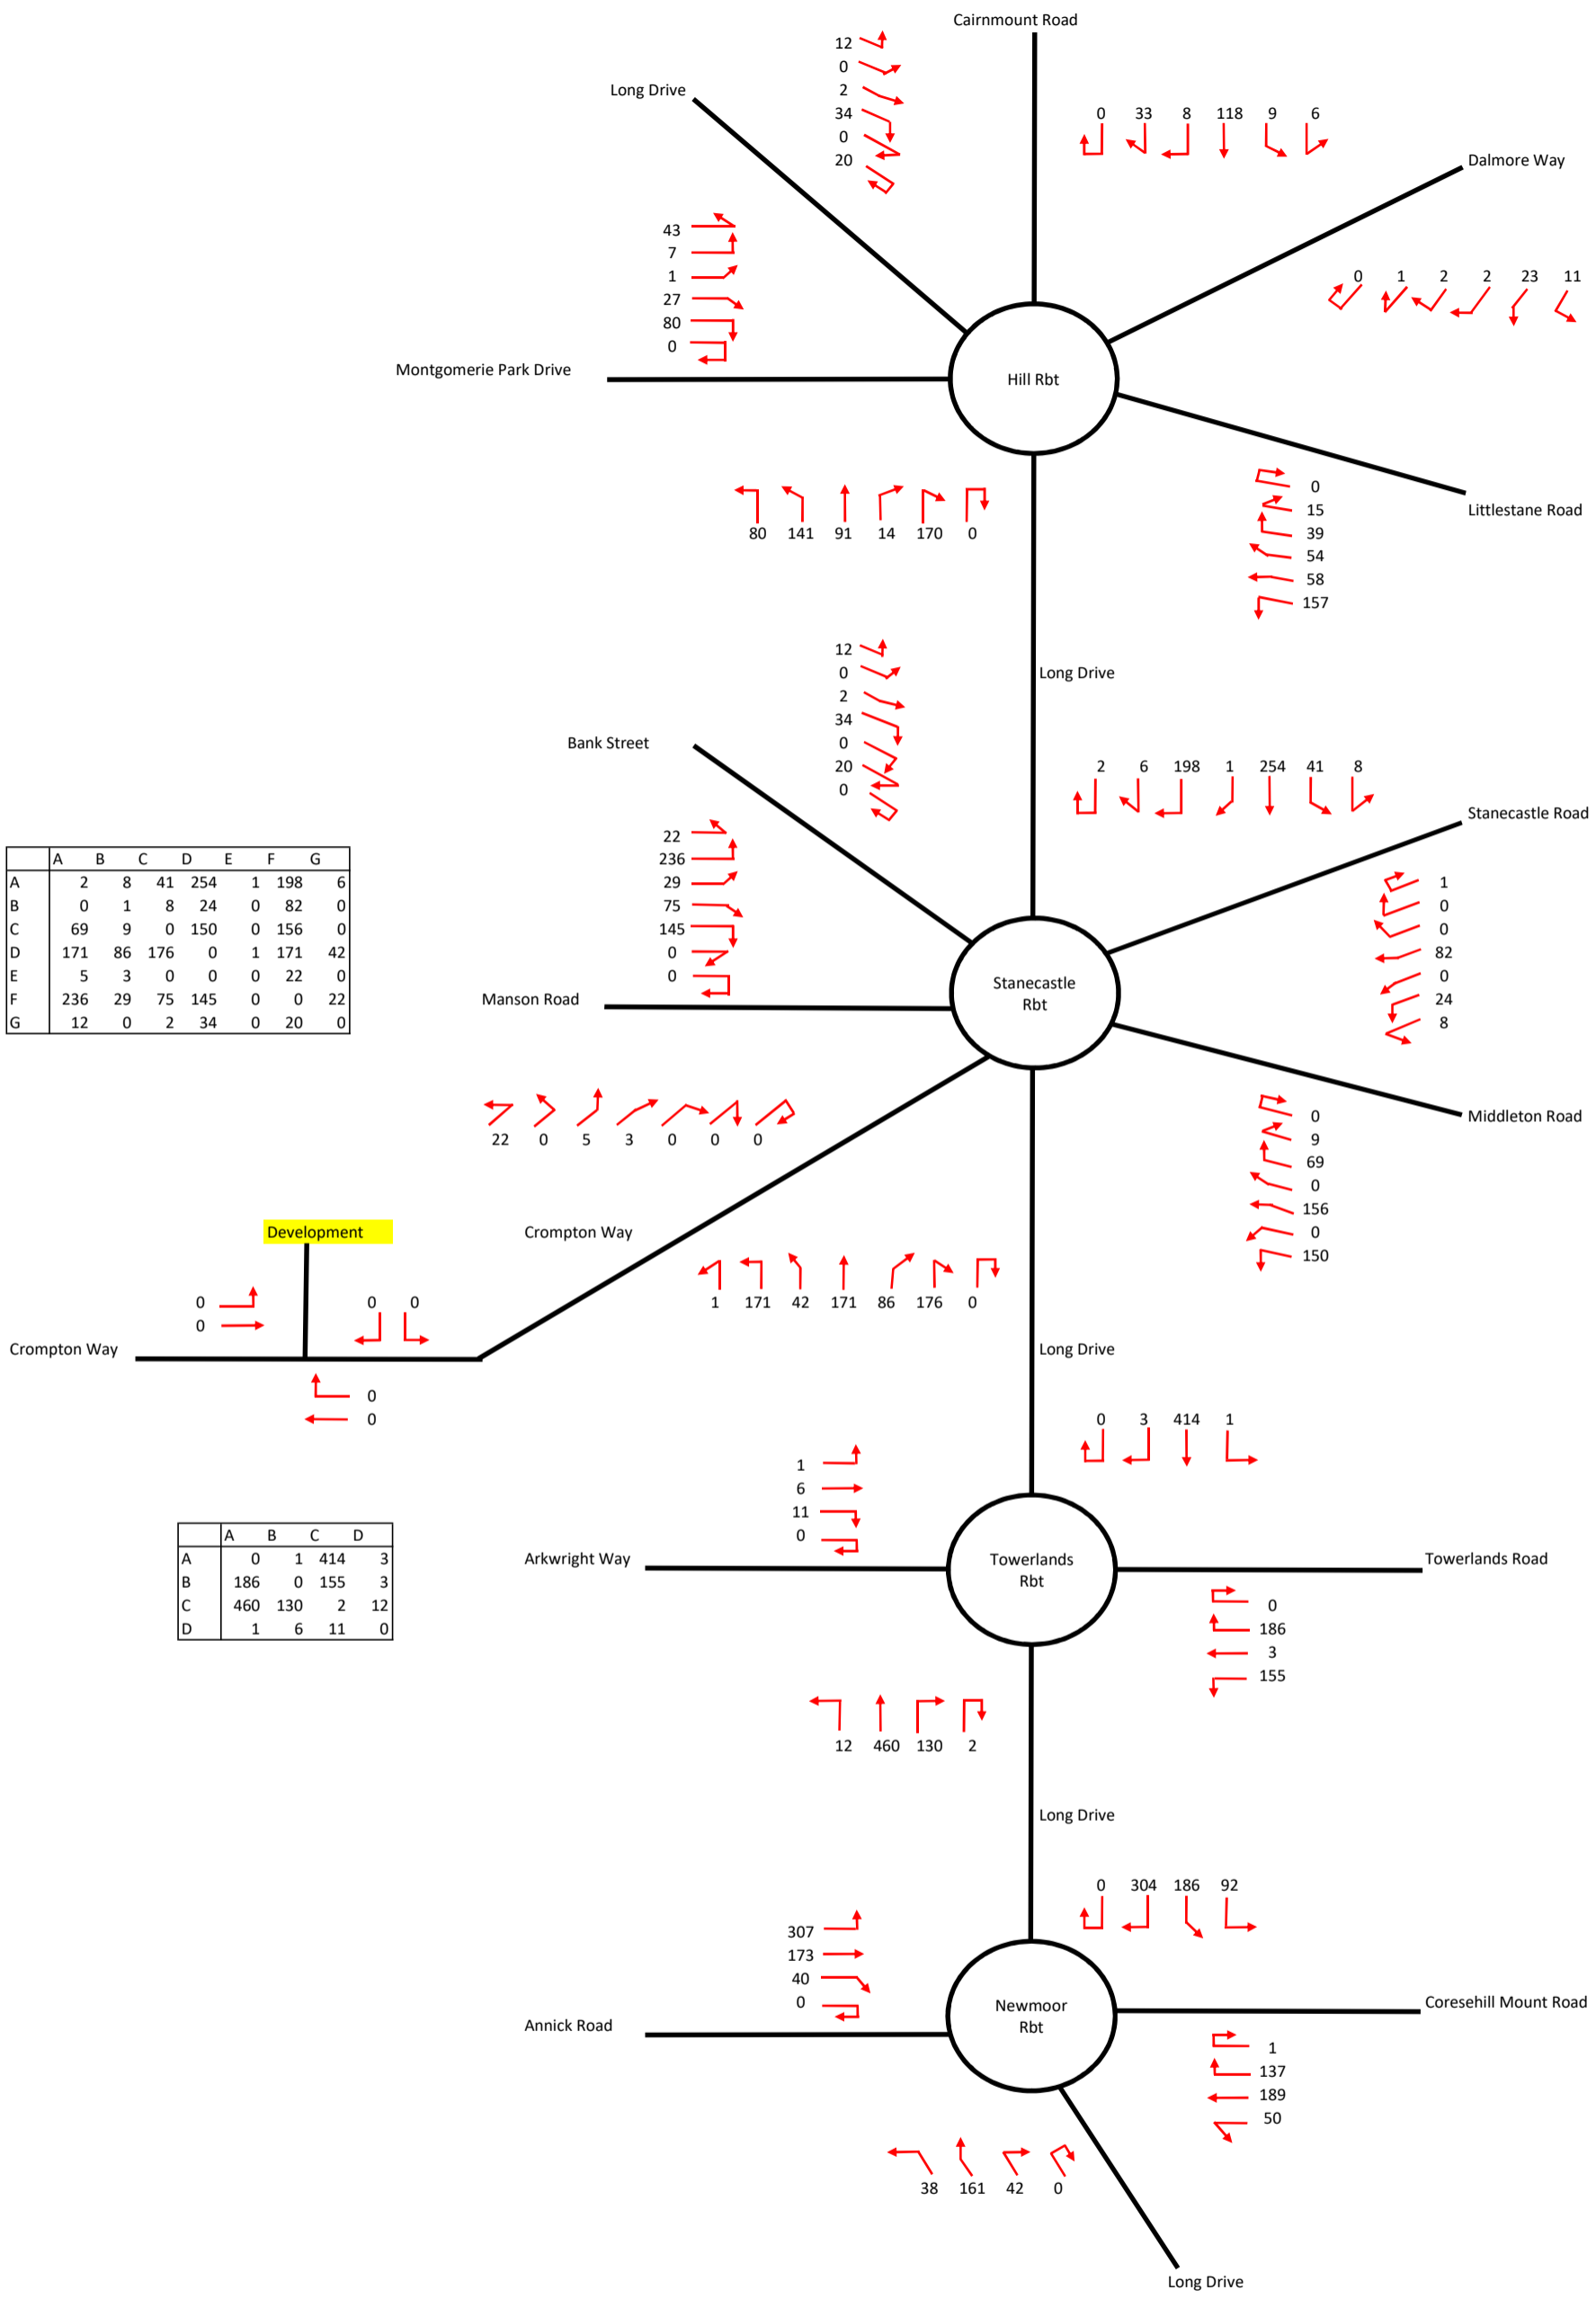 Cairnmount Road
12
0
2
34
0
20
Long Drive
0 33 8 118 9 6
Dalmore Way
43
7
1
27
80
0
0 1 2 2 23 11
Montgomerie Park Drive
Hill Rbt
80 141 91 14 170 0
0
15
39
54
58
157
Littlestane Road
12
0
2
34
0
20
0
Long Drive
Bank Street
2 6 198 1 254 41 8
Stanecastle Road
22
236
29
75
145
0
0
A B C D E F G
A 2 8 41 254 1 198 6
B 0 1 8 24 0 82 0
C 69 9 0 150 0 156 0
D 171 86 176 0 1 171 42
E 5 3 0 0 0 22 0
F 236 29 75 145 0 0 22
G 12 0 2 34 0 20 0
1
0
0
82
0
24
8
Manson Road
Stanecastle
Rbt
22 0 5 3 0 0 0
0
9
69
0
156
0
150
Middleton Road
Development
Crompton Way
0
0
0 0
1 171 42 171 86 176 0
Crompton Way
Long Drive
0
0
0 3 414 1
1
6
11
0
A B C D
A 0 1 414 3
B 186 0 155 3
C 460 130 2 12
D 1 6 11 0
Arkwright Way
Towerlands
Rbt
Towerlands Road
0
186
3
155
12 460 130 2
Long Drive
0 304 186 92
307
173
40
0
Annick Road
Newmoor
Rbt
Coresehill Mount Road
1
137
189
50
38 161 42 0
Long Drive